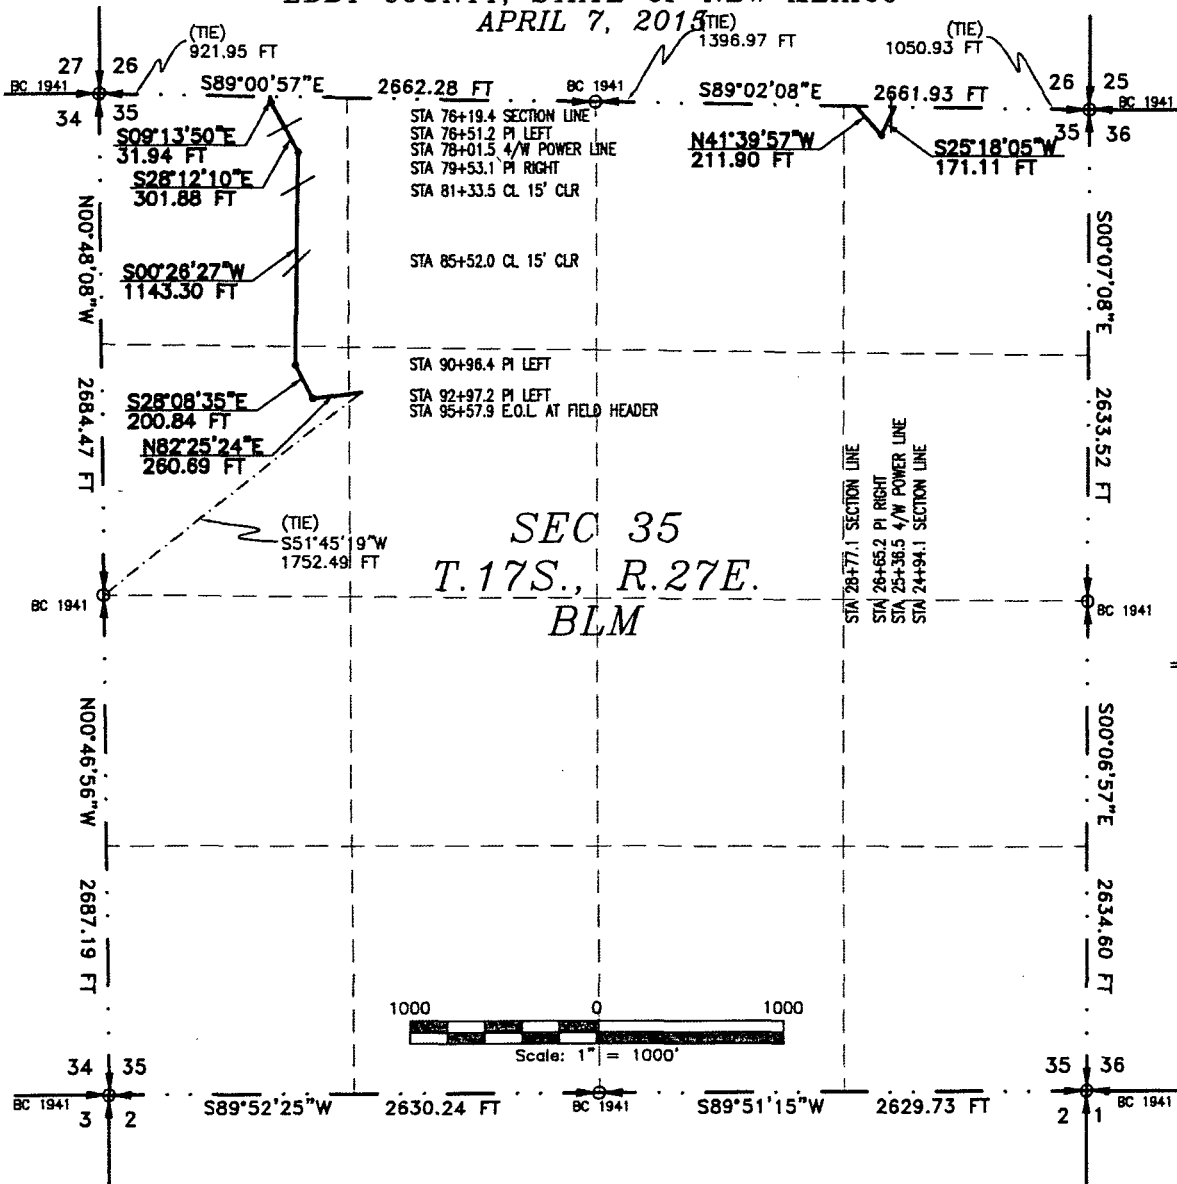 APRIL 7, 2015
(TIE)
921.95 FT
(TIE)
1396.97 FT
(TIE)
1050.93 FT
27 26
BC 1941
34 35
S89°00'57"E 2662.28 FT
BC 1941
S89°02'08"E 2661.93 FT
26 25
BC 1941
35 36
S09°13'50"E
31.94 FT
S28°12'10"E
301.88 FT
STA 76+19.4 SECTION LINE
STA 76+51.2 PI LEFT
STA 78+01.5 4/W POWER LINE
STA 79+53.1 PI RIGHT
STA 81+33.5 CL 15' CLR
N41°39'57"W
211.90 FT
S25°18'05"W
171.11 FT
N00°48'08"W 2684.47 FT
S00°26'27"W
1143.30 FT
STA 85+52.0 CL 15' CLR
S00°07'08"E 2633.52 FT
STA 90+96.4 PI LEFT
STA 92+97.2 PI LEFT
STA 95+57.9 E.O.L. AT FIELD HEADER
S28°08'35"E
200.84 FT
N82°25'24"E
260.69 FT
(TIE)
S51°45'19"W
1752.49 FT
SEC 35
T.17S., R.27E.
BLM
STA 28+77.1 SECTION LINE
STA 26+65.2 PI RIGHT
STA 25+36.5 4/W POWER LINE
STA 24+94.1 SECTION LINE
BC 1941
BC 1941
N00°46'56"W 2687.19 FT
S00°06'57"E 2634.60 FT
1000 0 1000
Scale: 1" = 1000'
34 35
BC 1941
3 2
S89°52'25"W 2630.24 FT
BC 1941
S89°51'15"W 2629.73 FT
35 36
BC 1941
2 1